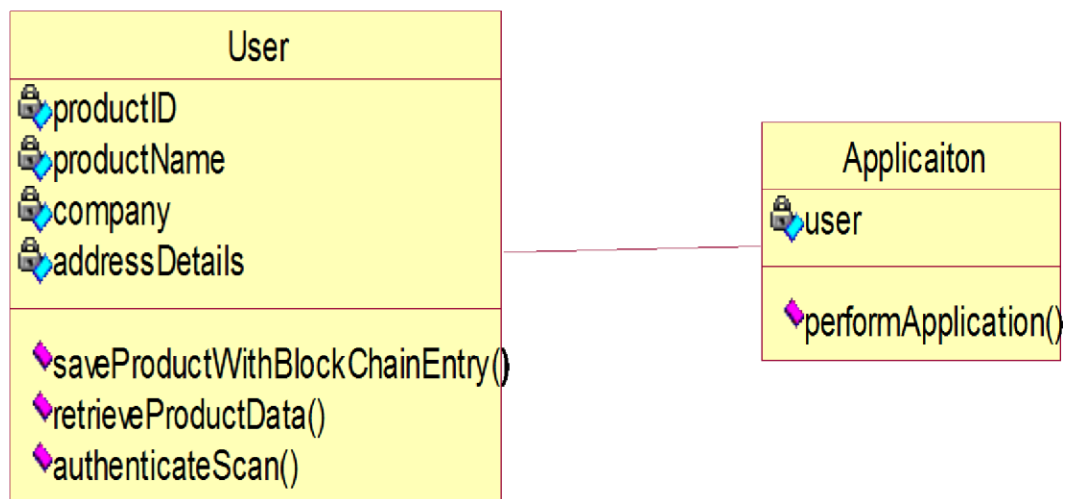 User
productID
productName
company
addressDetails
saveProductWithBlockChainEntry()
retrieveProductData()
authenticateScan()
Applicaiton
user
performApplication()